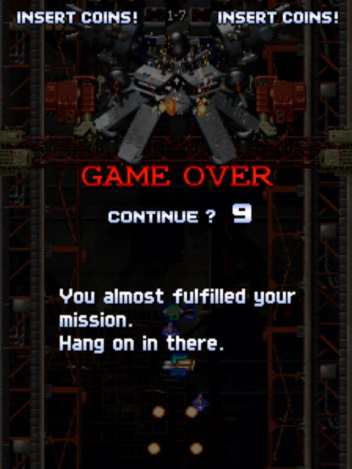 INSERT COINS! 1-7 INSERT COINS!
GAME OVER
CONTINUE ? 9
You almost fulfilled your
mission.
Hang on in there.